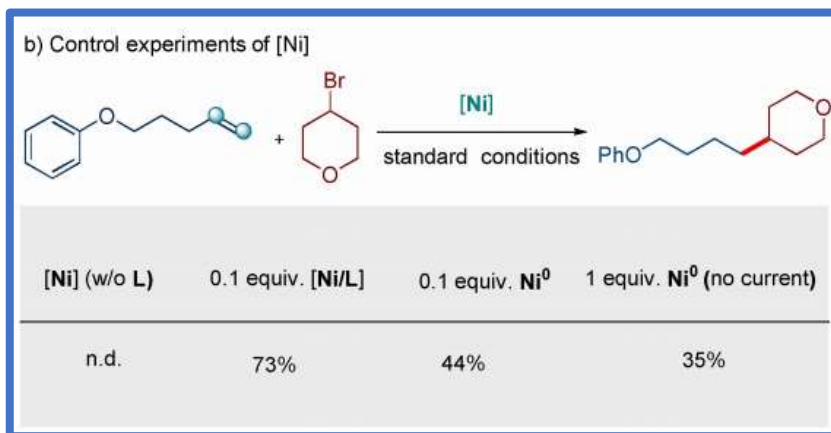 b) Control experiments of [Ni]
Br
[Ni]
O
+
O
standard conditions
PhO
O
[Ni] (w/o L) 0.1 equiv. [Ni/L] 0.1 equiv. Ni⁰ 1 equiv. Ni⁰ (no current)
n.d. 73% 44% 35%